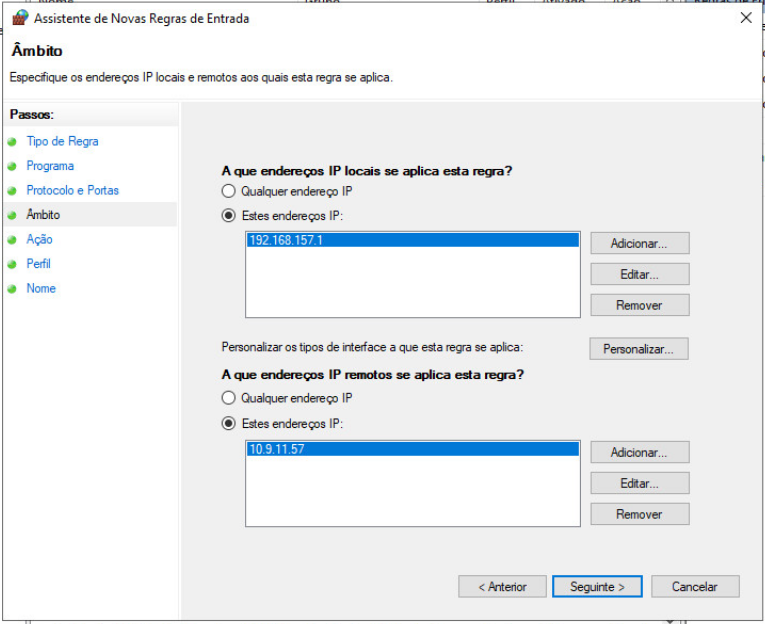 Assistente de Novas Regras de Entrada
Âmbito
Especifique os endereços IP locais e remotos aos quais esta regra se aplica.
Passos:
Tipo de Regra
Programa
Protocolo e Portas
Âmbito
Ação
Perfil
Nome
A que endereços IP locais se aplica esta regra?
Qualquer endereço IP
Estes endereços IP:
192.168.157.1
Adicionar...
Editar...
Remover
Personalizar os tipos de interface a que esta regra se aplica:
Personalizar...
A que endereços IP remotos se aplica esta regra?
Qualquer endereço IP
Estes endereços IP:
10.9.11.57
Adicionar...
Editar...
Remover
< Anterior
Seguinte >
Cancelar